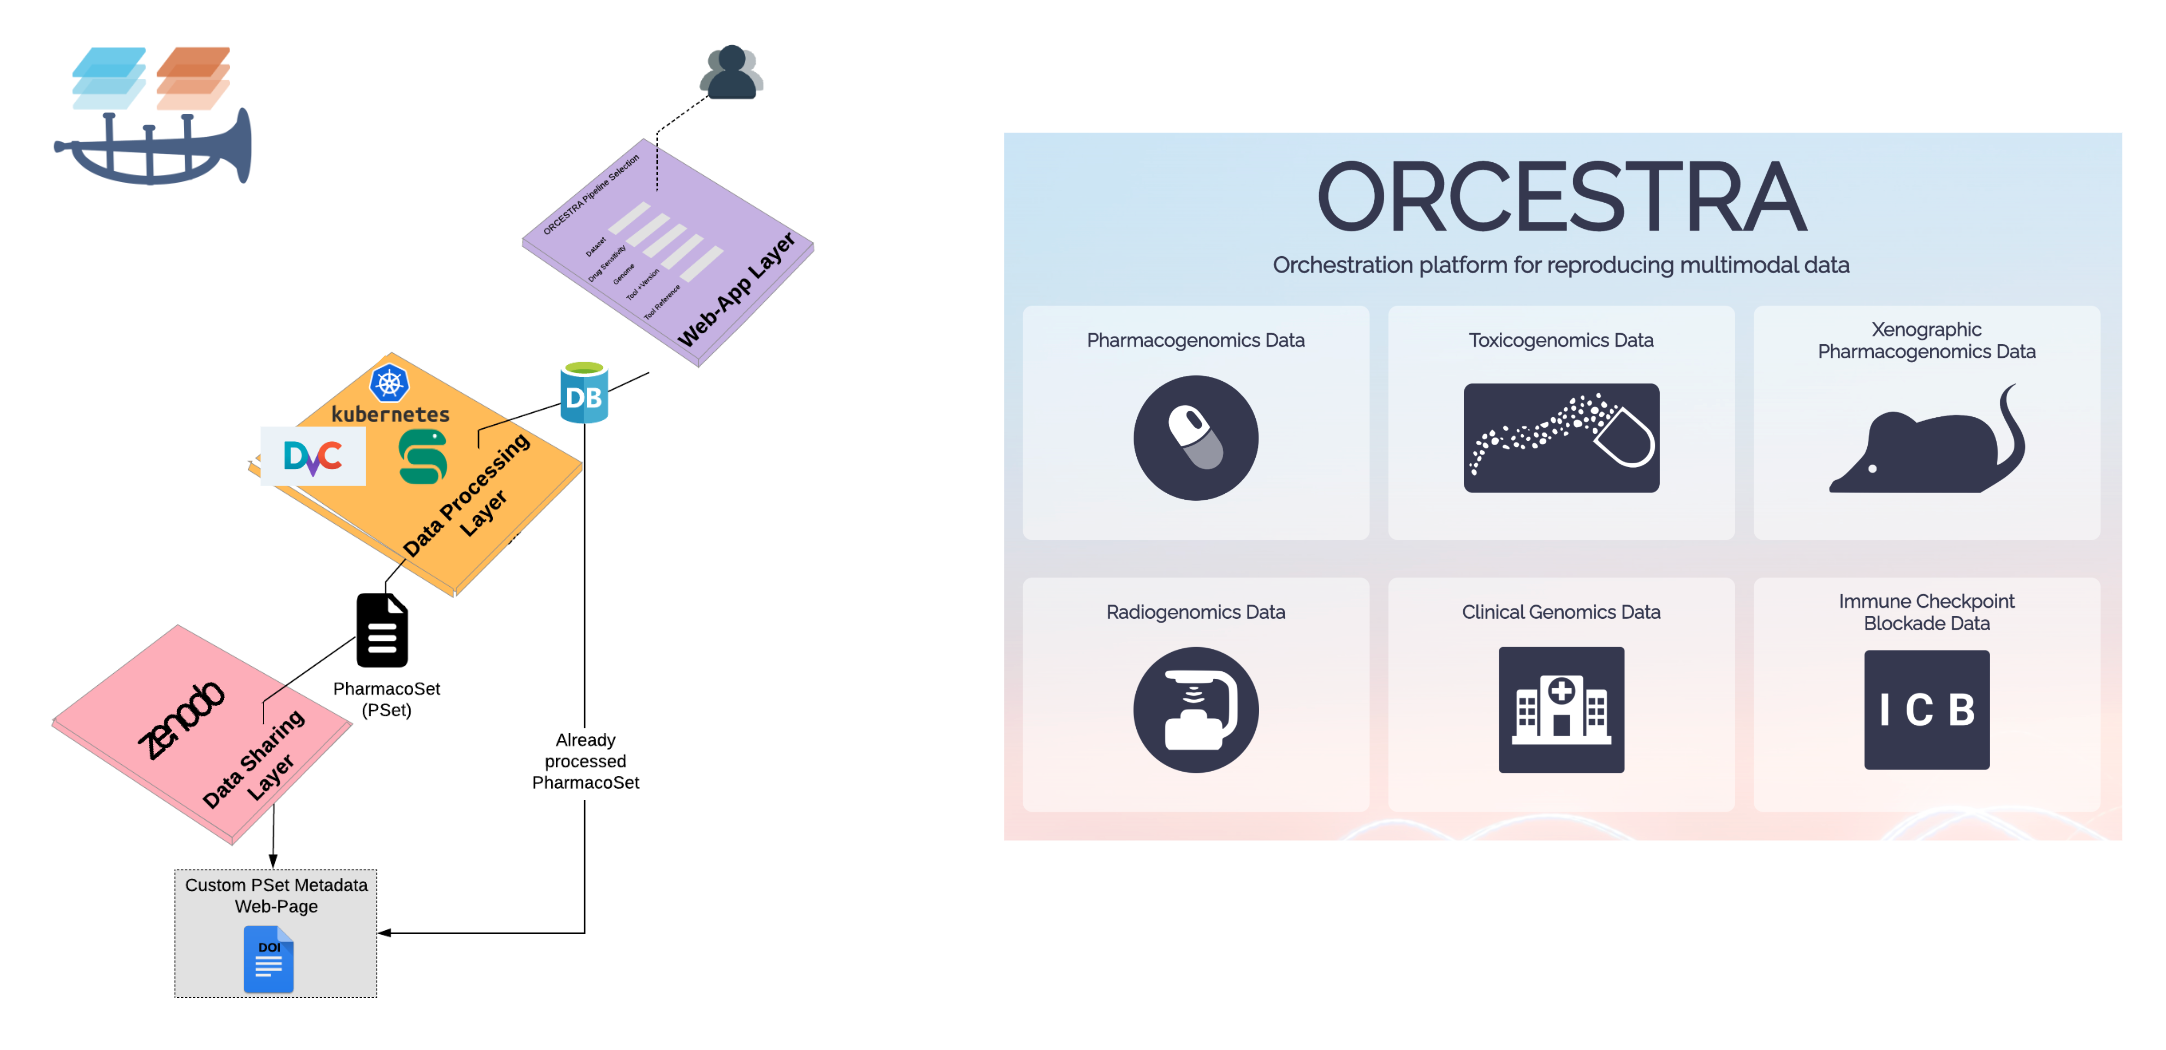 ORCESTRA Pipeline Selection
Dataset
Drug Sensitivity
Genome
Tool +Version
Tool Reference
Web-App Layer
kubernetes
DVC
DB
Data Processing
Layer
PharmacoSet
(PSet)
zenodo
Data Sharing
Layer
Already
processed
PharmacoSet
Custom PSet Metadata
Web-Page
DOI
ORCESTRA
Orchestration platform for reproducing multimodal data
Pharmacogenomics Data
Toxicogenomics Data
Xenographic
Pharmacogenomics Data
Radiogenomics Data
Clinical Genomics Data
Immune Checkpoint
Blockade Data
I C B